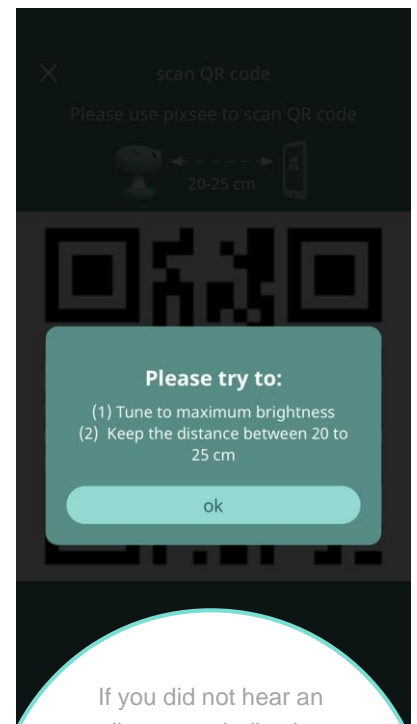 scan QR code
Please use pixsee to scan QR code
20-25 cm
Please try to:
(1) Tune to maximum brightness
(2) Keep the distance between 20 to
25 cm
ok
If you did not hear an